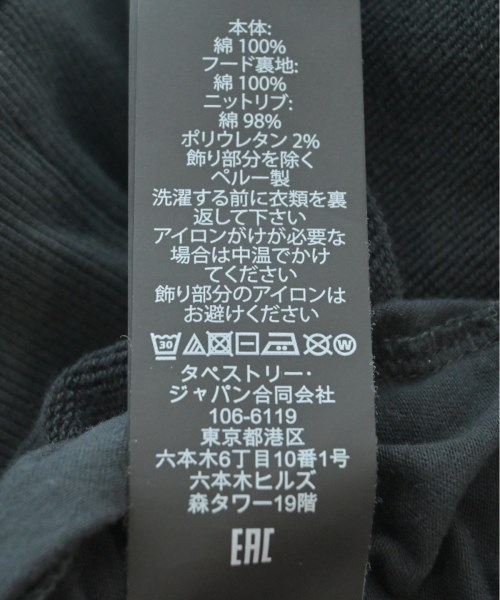 本体:
綿 100%
フード裏地:
綿 100%
ニットリブ:
綿 98%
ポリウレタン 2%
飾り部分を除く
ペルー製
洗濯する前に衣類を裏
返して下さい
アイロンがけが必要な
場合は中温でかけ
てください
飾り部分のアイロンは
お避けください
30 W
タペストリー・
ジャパン合同会社
106-6119
東京都港区
六本木6丁目10番1号
六本木ヒルズ
森タワー19階
EAC